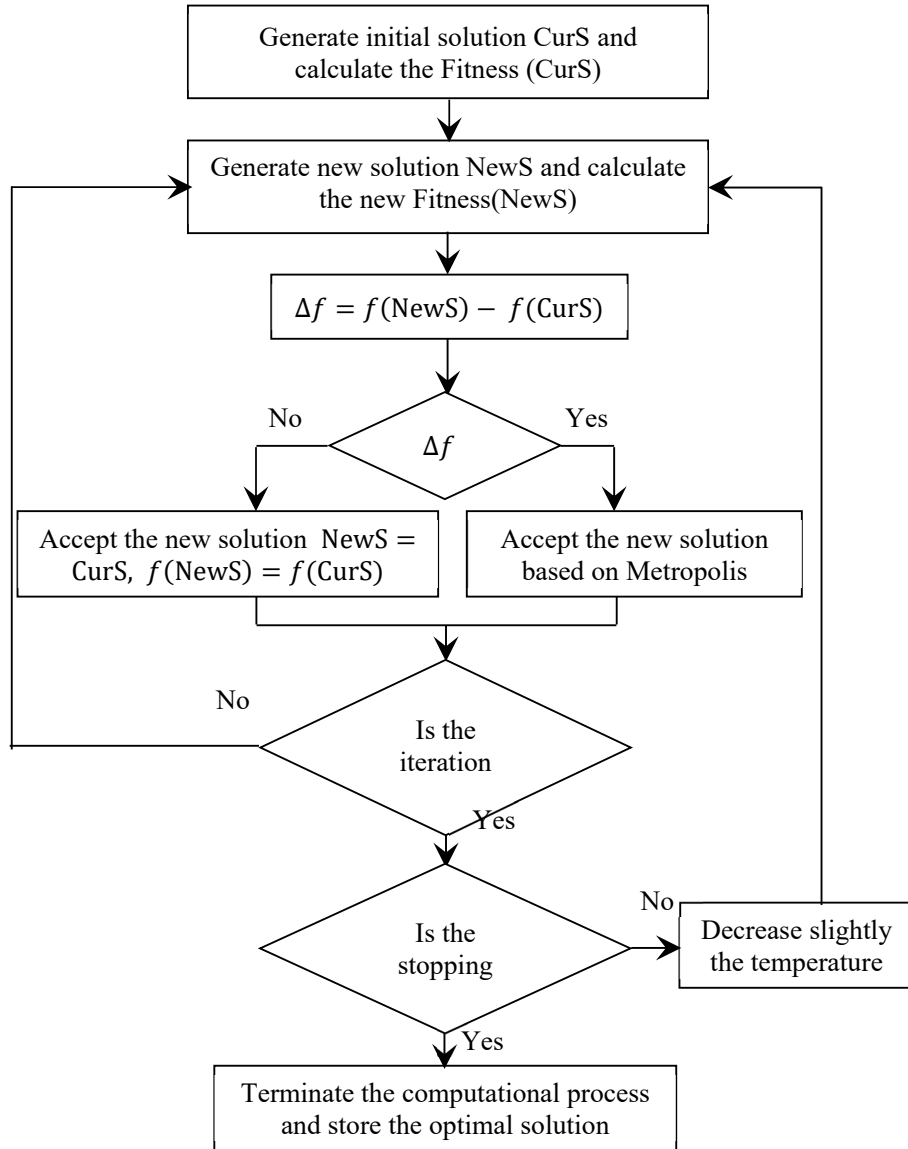 Generate initial solution CurS and
calculate the Fitness (CurS)
Generate new solution NewS and calculate
the new Fitness(NewS)
Δf = f(NewS) − f(CurS)
No
Yes
Δf
Accept the new solution NewS =
CurS, f(NewS) = f(CurS)
Accept the new solution
based on Metropolis
No
Is the
iteration
Yes
No
Is the
stopping
Decrease slightly
the temperature
Yes
Terminate the computational process
and store the optimal solution